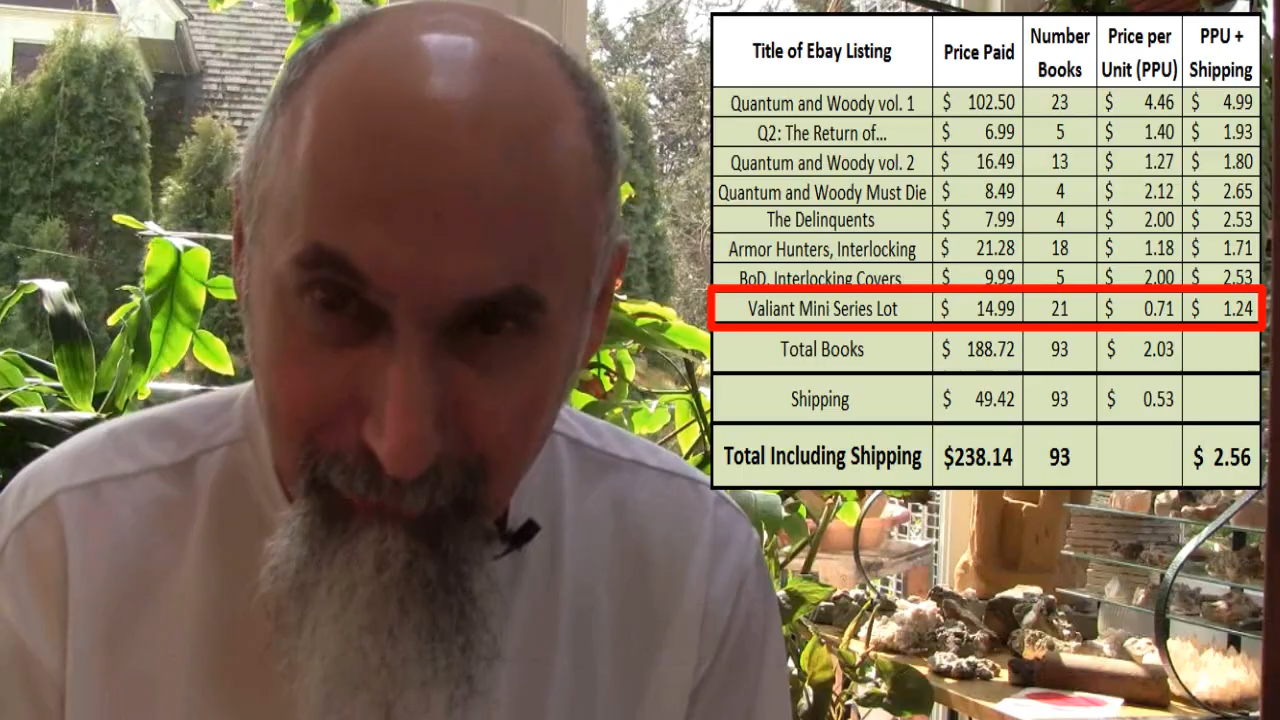 Title of Ebay Listing Price Paid Number Books Price per Unit (PPU) PPU + Shipping
Quantum and Woody vol. 1 $ 102.50 23 $ 4.46 $ 4.99
Q2: The Return of... $ 6.99 5 $ 1.40 $ 1.93
Quantum and Woody vol. 2 $ 16.49 13 $ 1.27 $ 1.80
Quantum and Woody Must Die $ 8.49 4 $ 2.12 $ 2.65
The Delinquents $ 7.99 4 $ 2.00 $ 2.53
Armor Hunters, Interlocking $ 21.28 18 $ 1.18 $ 1.71
BoD, Interlocking Covers $ 9.99 5 $ 2.00 $ 2.53
Valiant Mini Series Lot $ 14.99 21 $ 0.71 $ 1.24
Total Books $ 188.72 93 $ 2.03
Shipping $ 49.42 93 $ 0.53
Total Including Shipping $238.14 93 $ 2.56